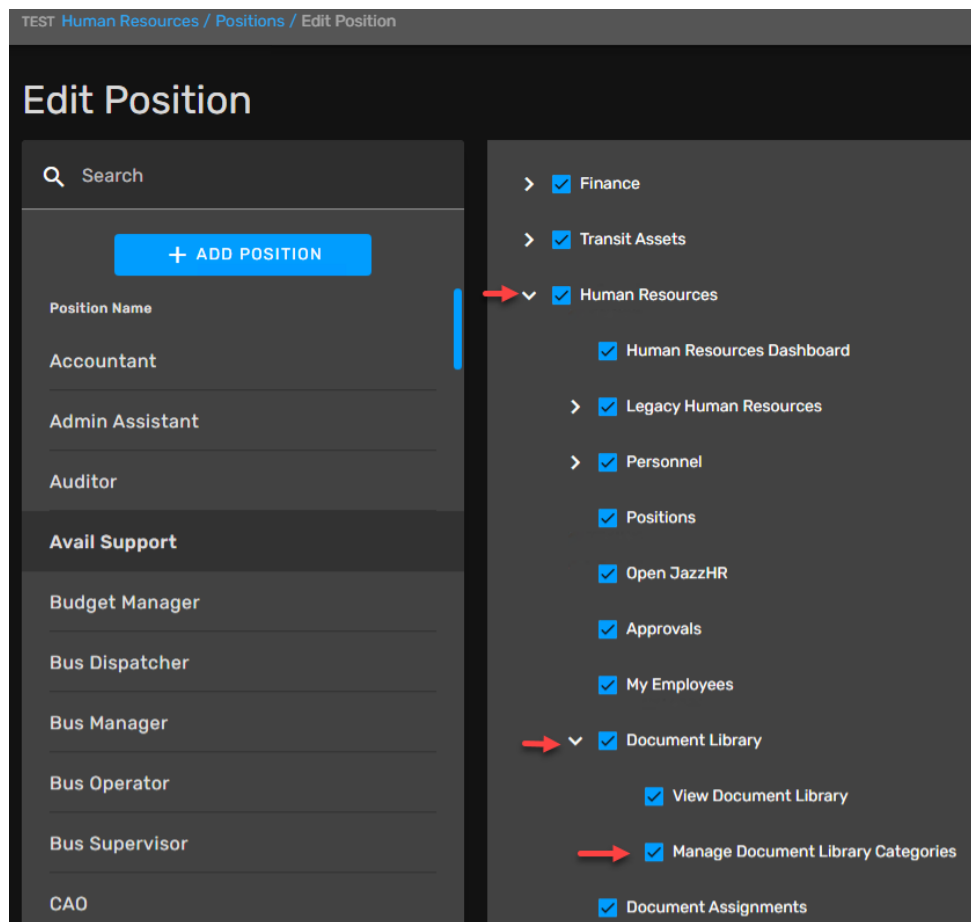 TEST Human Resources / Positions / Edit Position
Edit Position
Search
+ ADD POSITION
Position Name
Accountant
Admin Assistant
Auditor
Avail Support
Budget Manager
Bus Dispatcher
Bus Manager
Bus Operator
Bus Supervisor
CAO
Finance
Transit Assets
Human Resources
Human Resources Dashboard
Legacy Human Resources
Personnel
Positions
Open JazzHR
Approvals
My Employees
Document Library
View Document Library
Manage Document Library Categories
Document Assignments